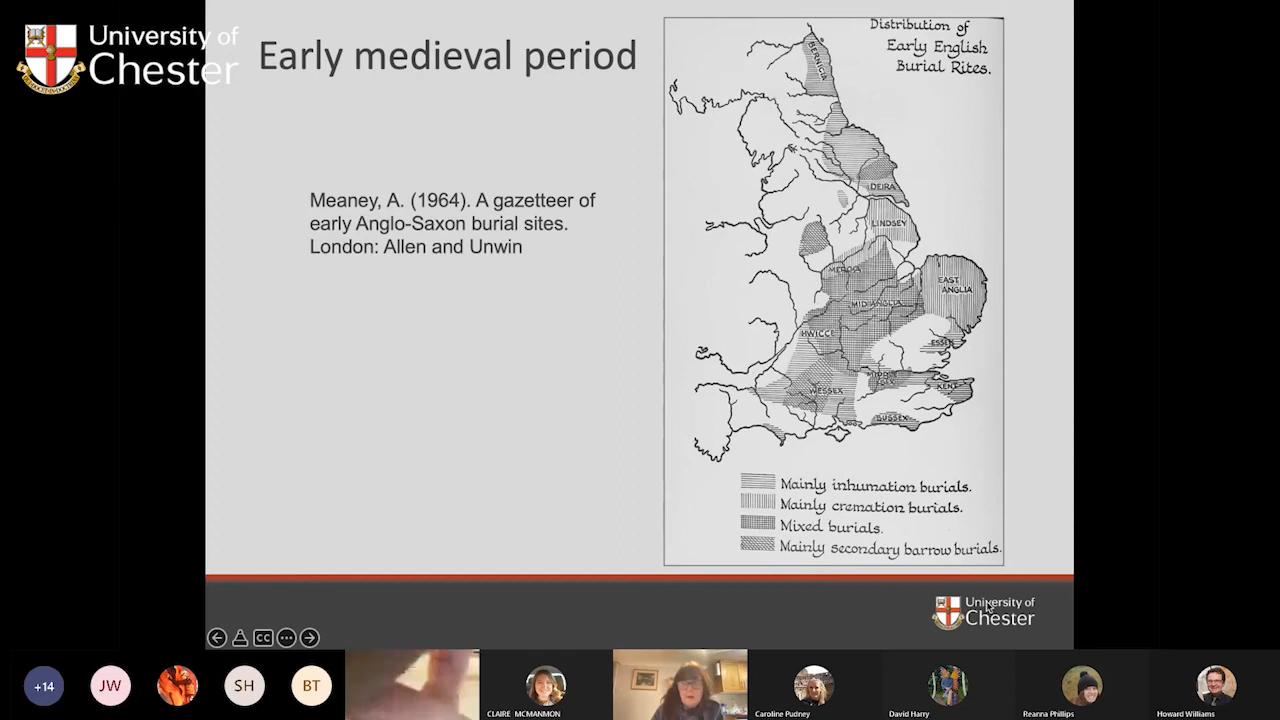 University of
Chester
Early medieval period
Meaney, A. (1964). A gazetteer of
early Anglo-Saxon burial sites.
London: Allen and Unwin
Distribution of
Early English
Burial Rites.
BERNICIA
DEIRA
LINDSEY
MERCIA
EAST
ANGLIA
MID ANGLIA
HWICCE
ESSEX
MIDDLE
KENT
WESSEX
SUSSEX
Mainly inhumation burials.
Mainly cremation burials.
Mixed burials.
Mainly secondary barrow burials.
University of
Chester
CC
+14
JW
SH
BT
CLAIRE MCMANMON
Caroline Pudney
David Harry
Reanna Phillips
Howard Williams